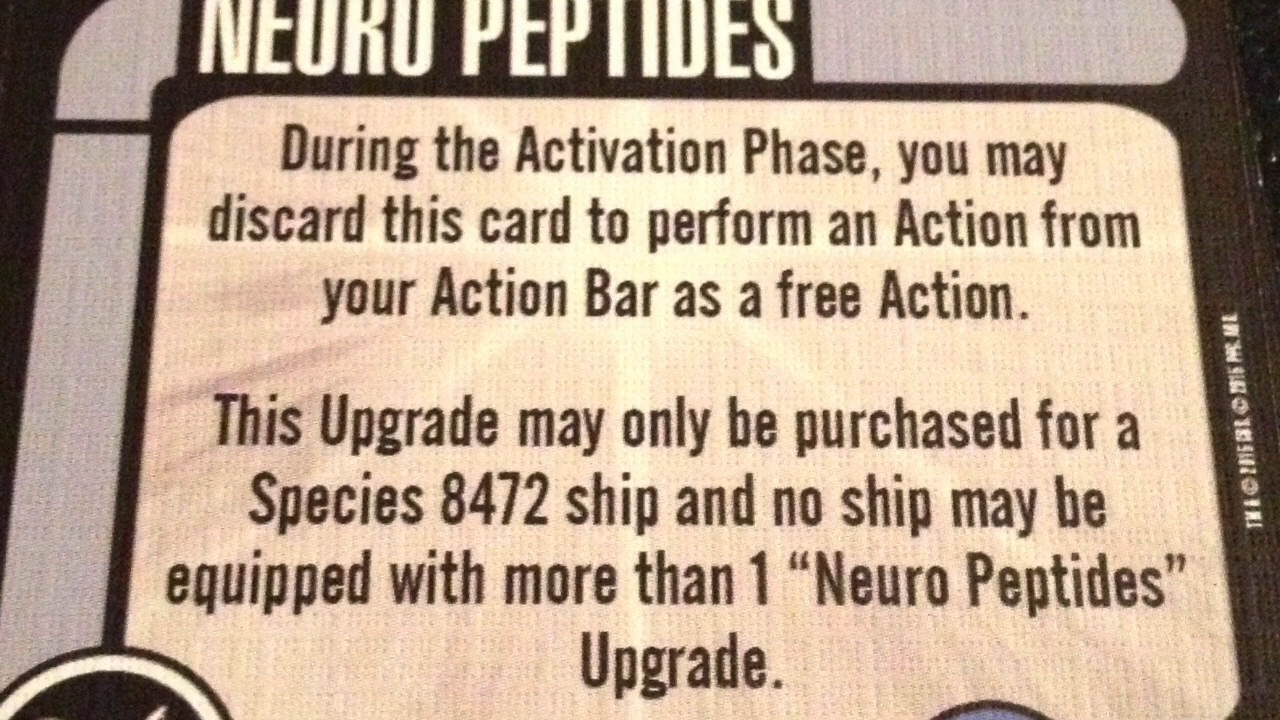 NEURO PEPTIDES
During the Activation Phase, you may
discard this card to perform an Action from
your Action Bar as a free Action.
This Upgrade may only be purchased for a
Species 8472 ship and no ship may be
equipped with more than 1 “Neuro Peptides”
Upgrade.